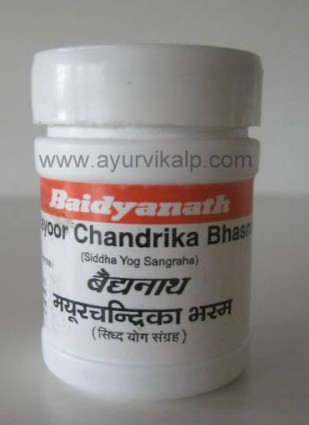 www.ayurvikalp.com
Baidyanath
yoor Chandrika Bhasm
(Siddha Yog Sangraha)
बैद्यनाथ
मयूरचन्द्रिका भस्म
(सिध्द योग संग्रह)